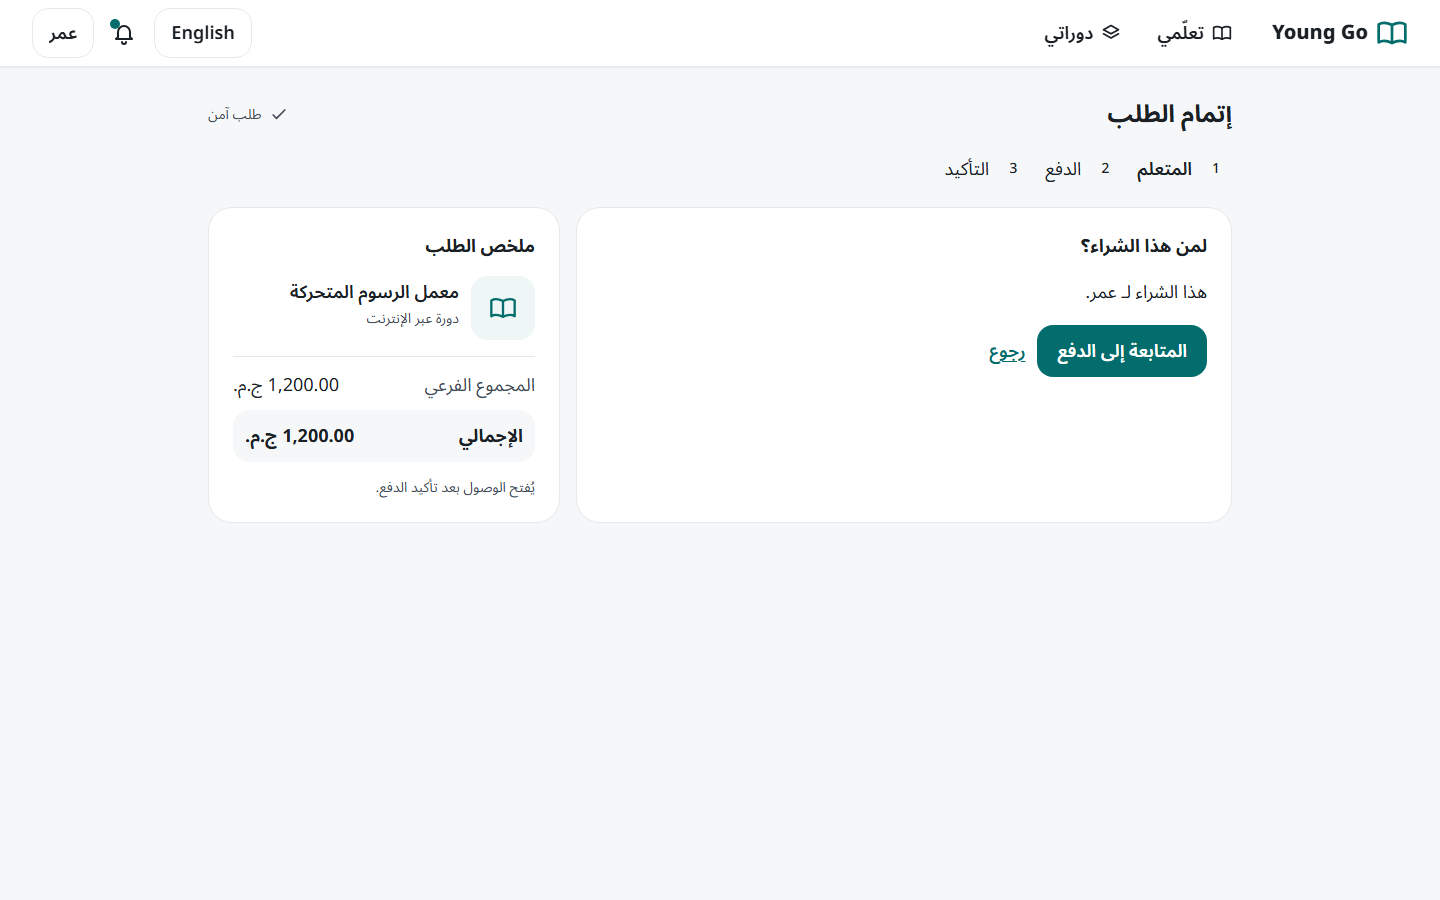 Young Go
تعلّمي
دوراتي
English
عمر
إتمام الطلب
طلب آمن
1 المتعلم 2 الدفع 3 التأكيد
لمن هذا الشراء؟
هذا الشراء لـ عمر.
المتابعة إلى الدفع
رجوع
ملخص الطلب
معمل الرسوم المتحركة
دورة عبر الإنترنت
المجموع الفرعي 1,200.00 ج.م.
الإجمالي 1,200.00 ج.م.
يُفتح الوصول بعد تأكيد الدفع.